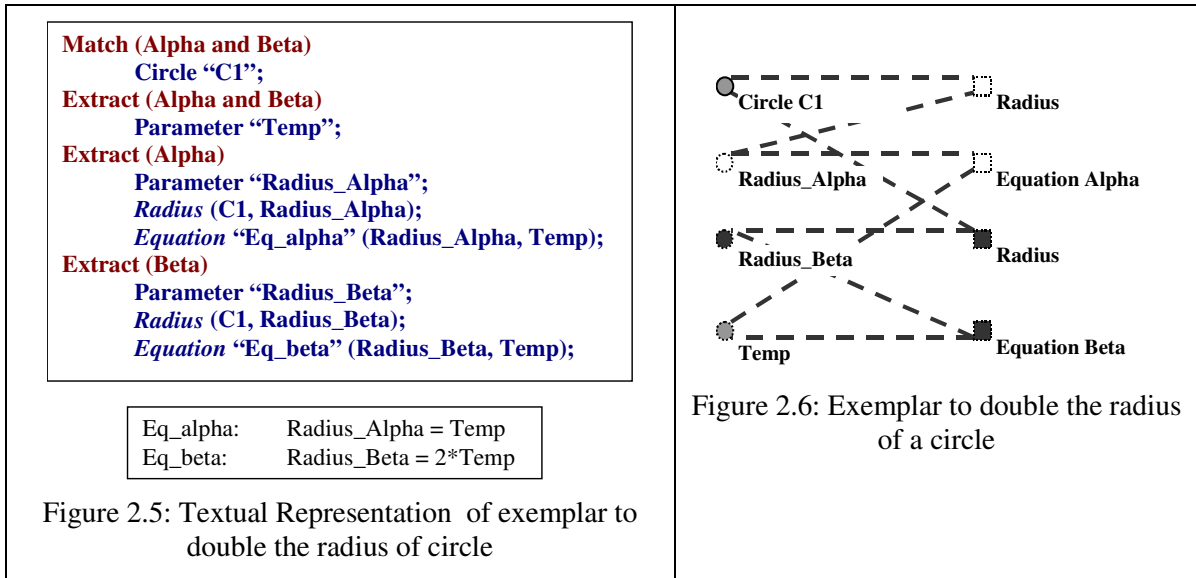 Match (Alpha and Beta)
Circle “C1”;
Extract (Alpha and Beta)
Parameter “Temp”;
Extract (Alpha)
Parameter “Radius_Alpha”;
Radius (C1, Radius_Alpha);
Equation “Eq_alpha” (Radius_Alpha, Temp);
Extract (Beta)
Parameter “Radius_Beta”;
Radius (C1, Radius_Beta);
Equation “Eq_beta” (Radius_Beta, Temp);
Eq_alpha: Radius_Alpha = Temp
Eq_beta: Radius_Beta = 2*Temp
Figure 2.5: Textual Representation of exemplar to
double the radius of circle
Circle C1
Radius
Radius_Alpha
Equation Alpha
Radius_Beta
Radius
Temp
Equation Beta
Figure 2.6: Exemplar to double the radius
of a circle